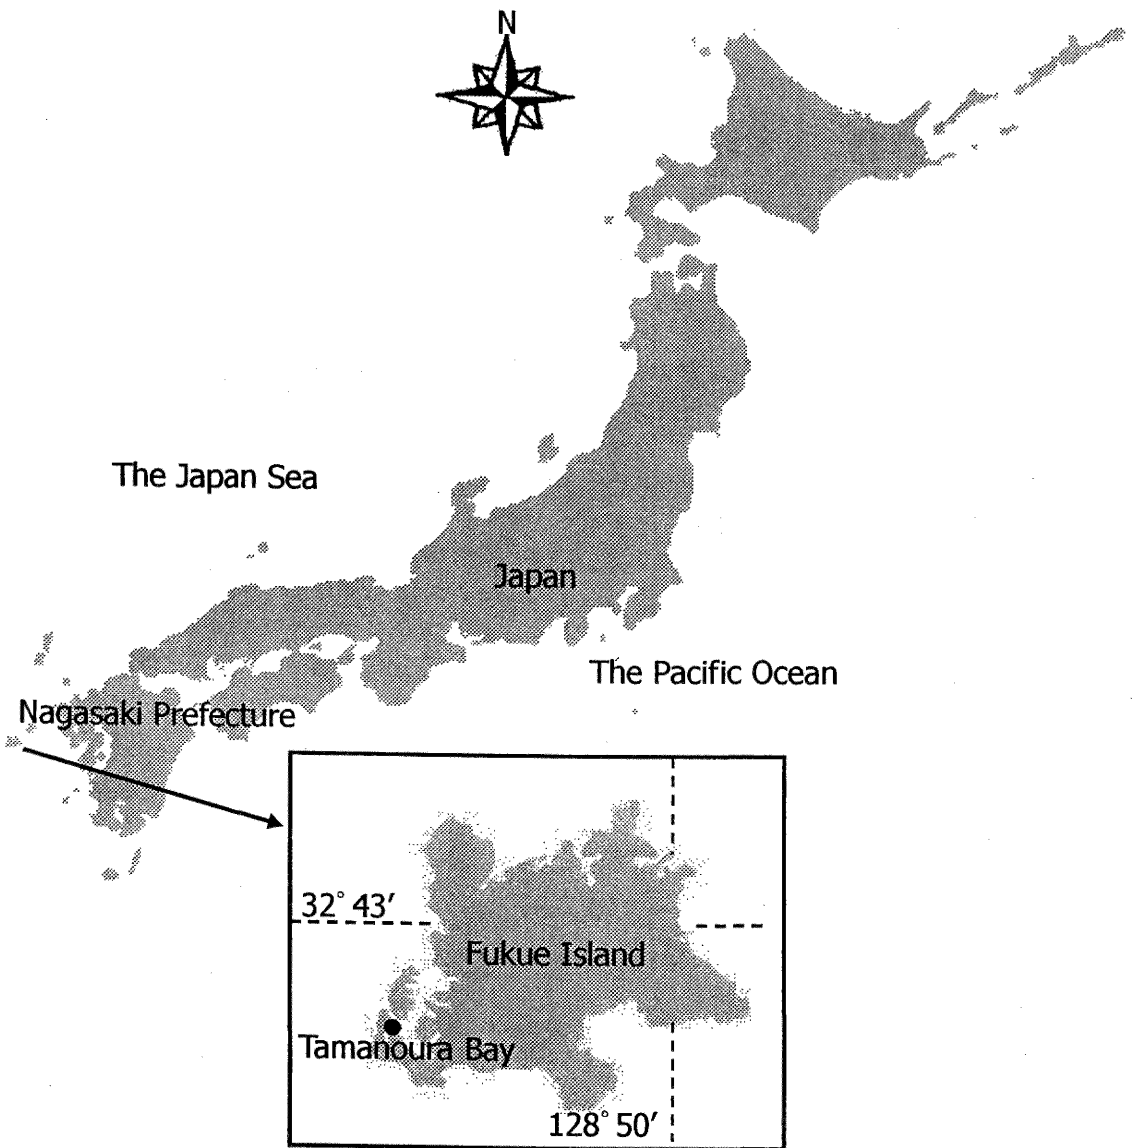 N
The Japan Sea
Japan
The Pacific Ocean
Nagasaki Prefecture
32° 43′
Fukue Island
Tamanoura Bay
128° 50′